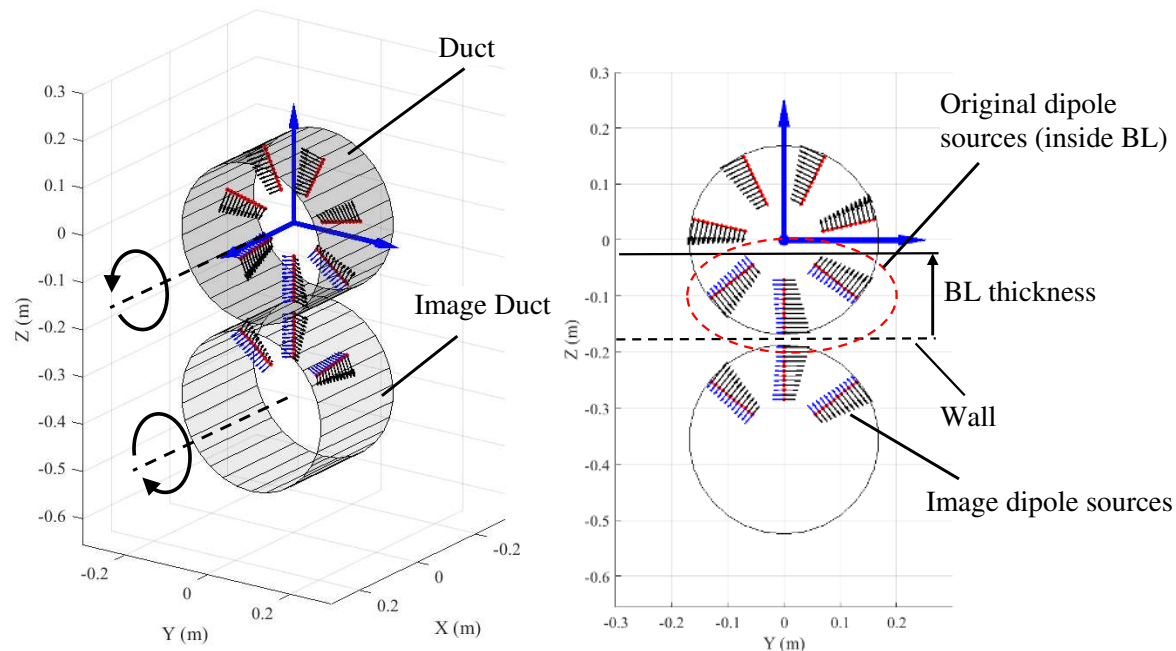 Duct
0.3
0.2
0.1
0
-0.1
-0.2
-0.3
-0.4
-0.5
-0.6
Z (m)
Image Duct
-0.2
0
0.2
Y (m)
0.2
0
-0.2
X (m)
0.3
0.2
0.1
0
-0.1
-0.2
-0.3
-0.4
-0.5
-0.6
Z (m)
-0.3
-0.2
-0.1
0
0.1
0.2
Y (m)
Original dipole
sources (inside BL)
BL thickness
Wall
Image dipole sources